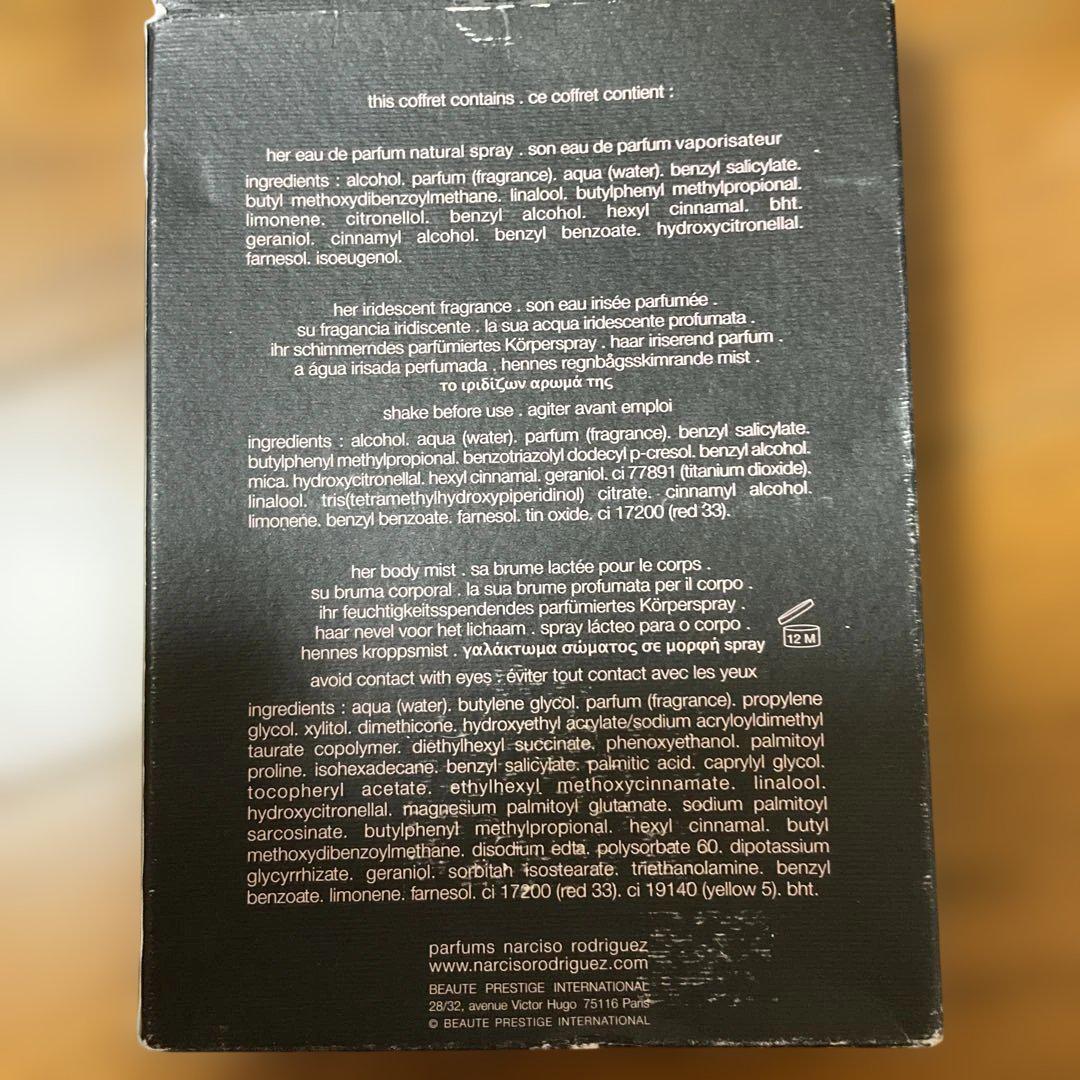 this coffret contains . ce coffret contient :
her eau de parfum natural spray . son eau de parfum vaporisateur
ingredients : alcohol. parfum (fragrance). aqua (water). benzyl salicylate.
butyl methoxydibenzoylmethane. linalool. butylphenyl methylpropional.
limonene. citronellol. benzyl alcohol. hexyl cinnamal. bht.
geraniol. cinnamyl alcohol. benzyl benzoate. hydroxycitronellal.
farnesol. isoeugenol.
her iridescent fragrance . son eau irisée parfumée .
su fragancia iridiscente . la sua acqua iridescente profumata .
ihr schimmerndes parfümiertes Körperspray . haar iriserend parfum .
a água irisada perfumada . hennes regnbågsskimrande mist .
το ιριδίζων αρωμά της
shake before use . agiter avant emploi
ingredients : alcohol. aqua (water). parfum (fragrance). benzyl salicylate.
butylphenyl methylpropional. benzotriazolyl dodecyl p-cresol. benzyl alcohol.
mica. hydroxycitronellal. hexyl cinnamal. geraniol. ci 77891 (titanium dioxide).
linalool. tris(tetramethylhydroxypiperidinol) citrate. cinnamyl alcohol.
limonene. benzyl benzoate. farnesol. tin oxide. ci 17200 (red 33).
her body mist . sa brume lactée pour le corps .
su bruma corporal . la sua brume profumata per il corpo .
ihr feuchtigkeitsspendendes parfümiertes Körperspray .
haar nevel voor het lichaam . spray lácteo para o corpo .
hennes kroppsmist . γαλάκτωμα σώματος σε μορφή spray
12 M
avoid contact with eyes . éviter tout contact avec les yeux
ingredients : aqua (water). butylene glycol. parfum (fragrance). propylene
glycol. xylitol. dimethicone. hydroxyethyl acrylate/sodium acryloyldimethyl
taurate copolymer. diethylhexyl succinate. phenoxyethanol. palmitoyl
proline. isohexadecane. benzyl salicylate. palmitic acid. caprylyl glycol.
tocopheryl acetate. ethylhexyl methoxycinnamate. linalool.
hydroxycitronellal. magnesium palmitoyl glutamate. sodium palmitoyl
sarcosinate. butylphenyl methylpropional. hexyl cinnamal. butyl
methoxydibenzoylmethane. disodium edta. polysorbate 60. dipotassium
glycyrrhizate. geraniol. sorbitan isostearate. triethanolamine. benzyl
benzoate. limonene. farnesol. ci 17200 (red 33). ci 19140 (yellow 5). bht.
parfums narciso rodriguez
www.narcisorodriguez.com
BEAUTE PRESTIGE INTERNATIONAL
28/32, avenue Victor Hugo 75116 Paris
© BEAUTE PRESTIGE INTERNATIONAL